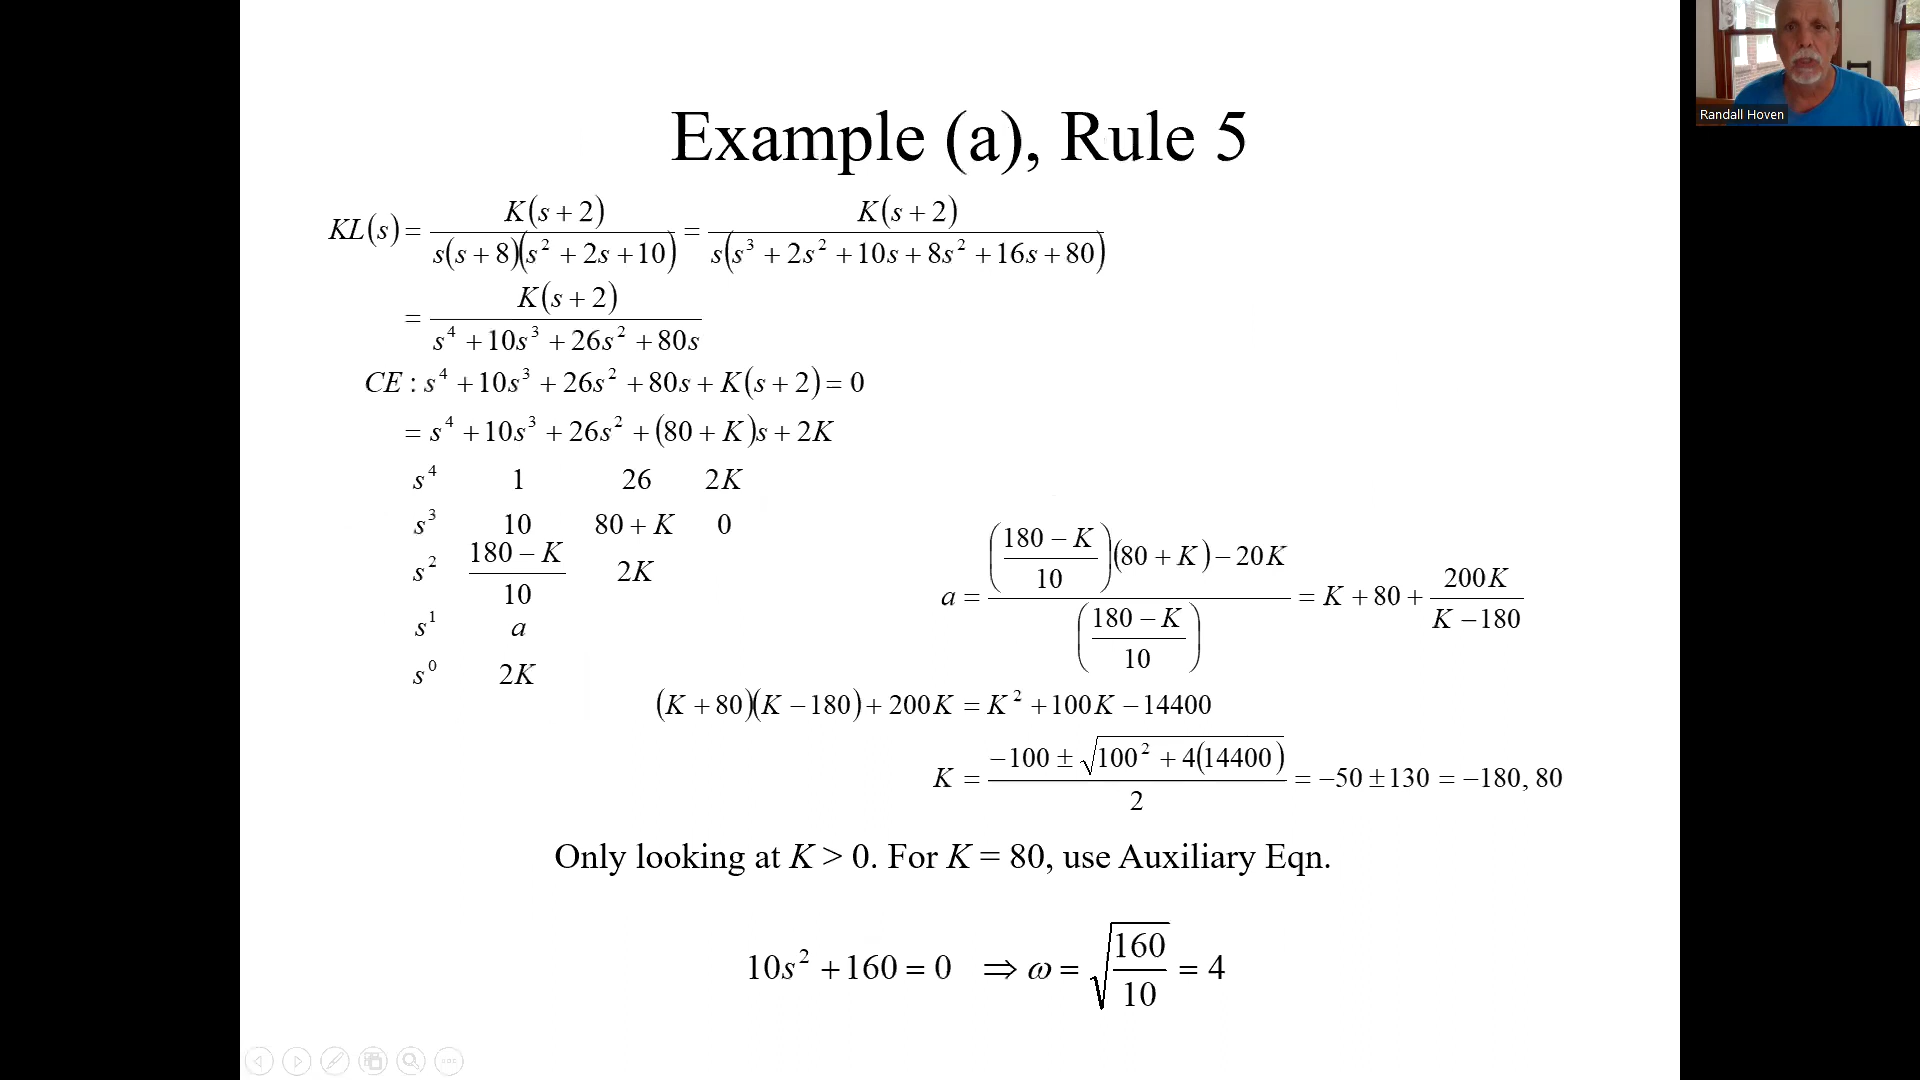 Example (a), Rule 5
KL(s) = K(s + 2) / s(s + 8)(s² + 2s + 10) = K(s + 2) / s(s³ + 2s² + 10s + 8s² + 16s + 80)
= K(s + 2) / s⁴ + 10s³ + 26s² + 80s
CE : s⁴ + 10s³ + 26s² + 80s + K(s + 2) = 0
= s⁴ + 10s³ + 26s² + (80 + K)s + 2K
s⁴ 1 26 2K
s³ 10 80 + K 0
s² (180 − K)/10 2K
s¹ a
s⁰ 2K
a = ((180 − K)/10)(80 + K) − 20K / ((180 − K)/10) = K + 80 + 200K/(K − 180)
(K + 80)(K − 180) + 200K = K² + 100K − 14400
K = (−100 ± √(100² + 4(14400)))/2 = −50 ± 130 = −180, 80
Only looking at K > 0. For K = 80, use Auxiliary Eqn.
10s² + 160 = 0 ⇒ ω = √(160/10) = 4
Randall Hoven